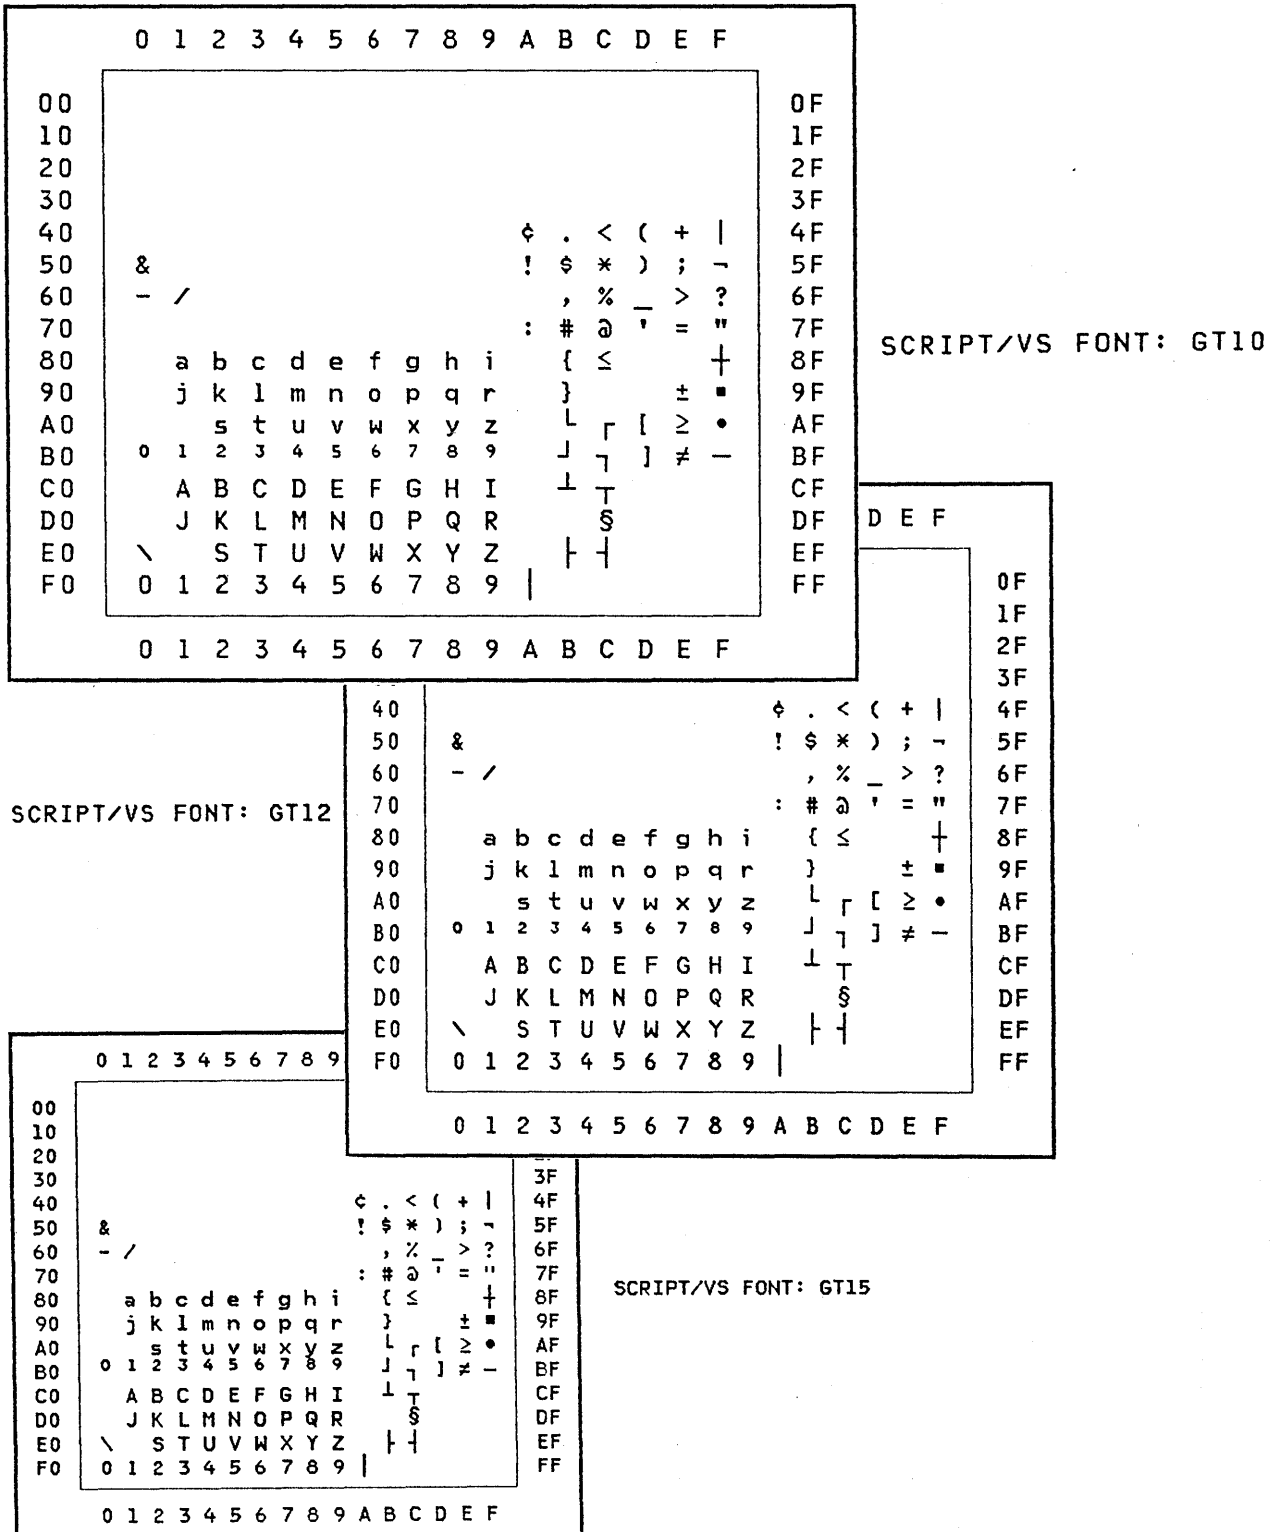 0 1 2 3 4 5 6 7 8 9 A B C D E F
00 0F
10 1F
20 2F
30 3F
40 ¢ . < ( + | 4F
50 & ! $ * ) ; ¬ 5F
60 - / , % _ > ? 6F
70 : # @ ' = " 7F
80 a b c d e f g h i { ≤ ┼ 8F
90 j k l m n o p q r } ± ■ 9F
A0 s t u v w x y z └ ┌ [ ≥ • AF
B0 ⁰ ¹ ² ³ ⁴ ⁵ ⁶ ⁷ ⁸ ⁹ ┘ ┐ ] ≠ — BF
C0 A B C D E F G H I ┴ ┬ CF
D0 J K L M N O P Q R § DF
E0 \ S T U V W X Y Z ├ ┤ EF
F0 0 1 2 3 4 5 6 7 8 9 | FF
0 1 2 3 4 5 6 7 8 9 A B C D E F
SCRIPT/VS FONT: GT10
D E F
0F
1F
2F
3F
40 ¢ . < ( + | 4F
50 & ! $ * ) ; ¬ 5F
60 - / , % _ > ? 6F
70 : # @ ' = " 7F
80 a b c d e f g h i { ≤ ┼ 8F
90 j k l m n o p q r } ± ■ 9F
A0 s t u v w x y z └ ┌ [ ≥ • AF
B0 ⁰ ¹ ² ³ ⁴ ⁵ ⁶ ⁷ ⁸ ⁹ ┘ ┐ ] ≠ — BF
C0 A B C D E F G H I ┴ ┬ CF
D0 J K L M N O P Q R § DF
E0 \ S T U V W X Y Z ├ ┤ EF
F0 0 1 2 3 4 5 6 7 8 9 | FF
0 1 2 3 4 5 6 7 8 9 A B C D E F
SCRIPT/VS FONT: GT12
0 1 2 3 4 5 6 7 8 9
00
10
20
30 3F
40 ¢ . < ( + | 4F
50 & ! $ * ) ; ¬ 5F
60 - / , % _ > ? 6F
70 : # @ ' = " 7F
80 a b c d e f g h i { ≤ ┼ 8F
90 j k l m n o p q r } ± ■ 9F
A0 s t u v w x y z └ ┌ [ ≥ • AF
B0 ⁰ ¹ ² ³ ⁴ ⁵ ⁶ ⁷ ⁸ ⁹ ┘ ┐ ] ≠ — BF
C0 A B C D E F G H I ┴ ┬ CF
D0 J K L M N O P Q R § DF
E0 \ S T U V W X Y Z ├ ┤ EF
F0 0 1 2 3 4 5 6 7 8 9 | FF
0 1 2 3 4 5 6 7 8 9 A B C D E F
SCRIPT/VS FONT: GT15